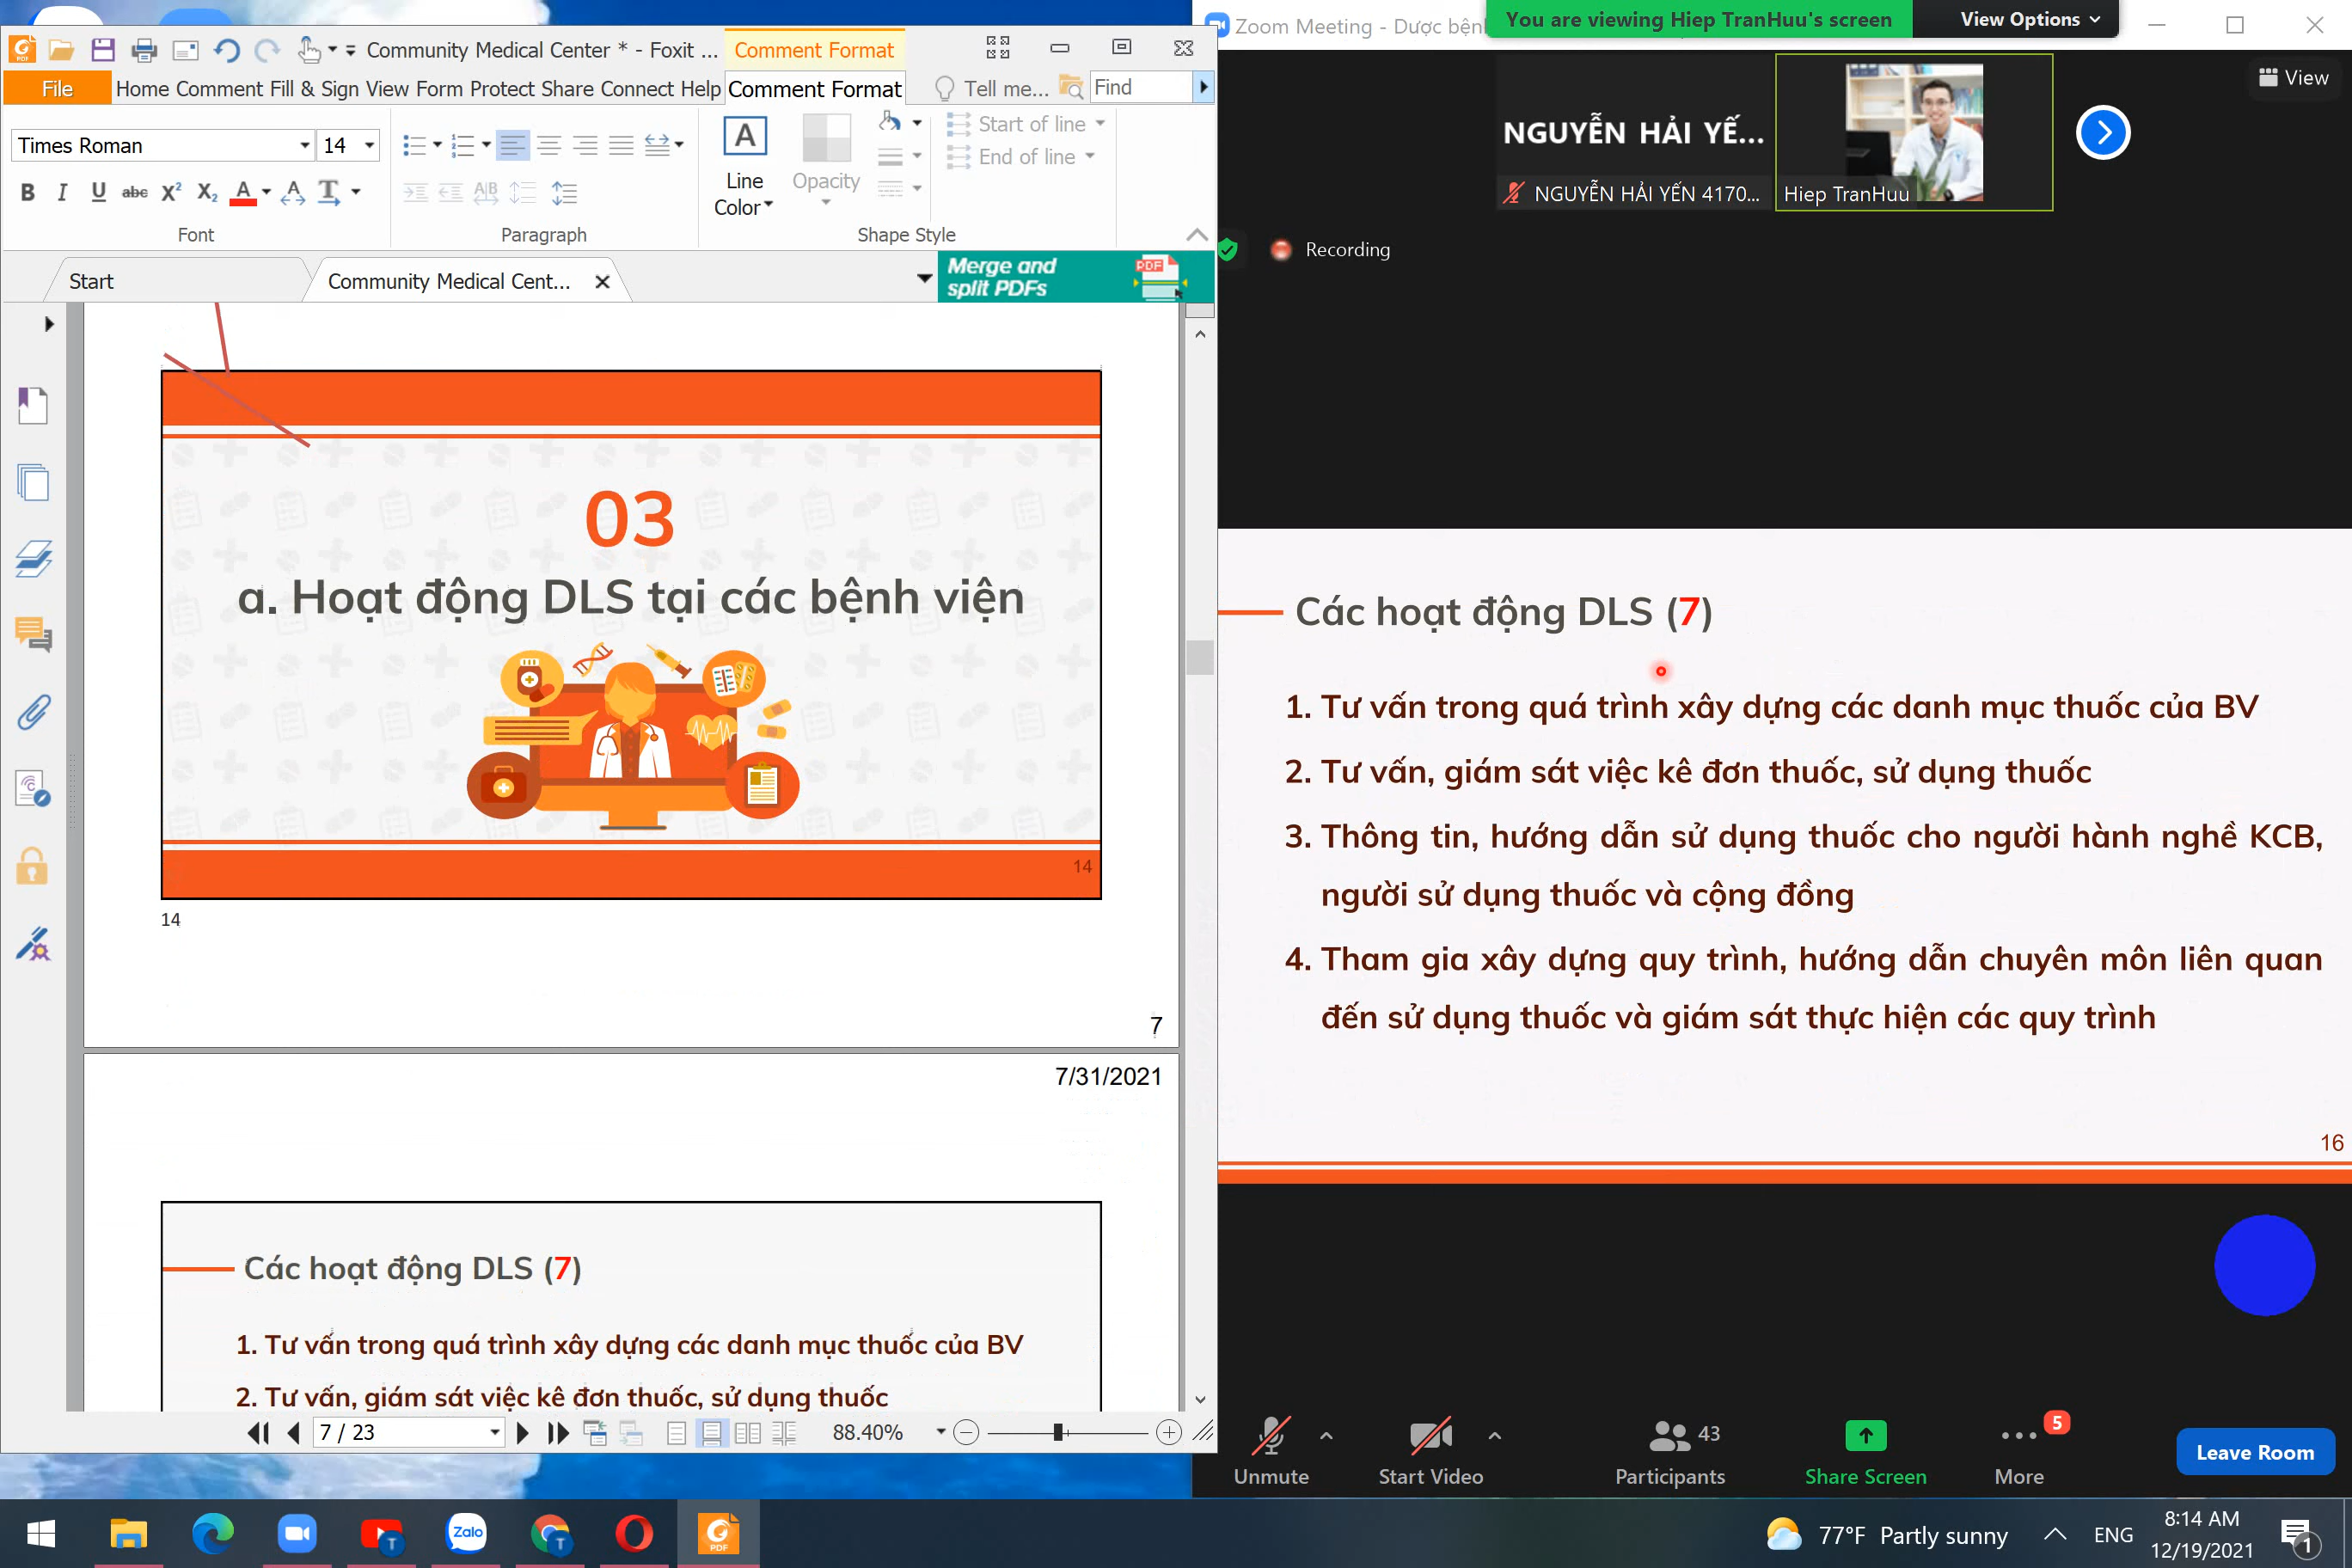 Community Medical Center * - Foxit ...
Comment Format
File
Home Comment Fill & Sign View Form Protect Share Connect Help Comment Format
Tell me...
Find
Times Roman
14
Line
Color
Opacity
Start of line
End of line
Font
Paragraph
Shape Style
Start
Community Medical Cent...
Merge and
split PDFs
PDF
03
a. Hoạt động DLS tại các bệnh viện
14
14
7
7/31/2021
Các hoạt động DLS (7)
1. Tư vấn trong quá trình xây dựng các danh mục thuốc của BV
2. Tư vấn, giám sát việc kê đơn thuốc, sử dụng thuốc
7 / 23
88.40%
Zoom Meeting - Dược bện
You are viewing Hiep TranHuu's screen
View Options
View
NGUYỄN HẢI YẾ...
NGUYỄN HẢI YẾN 4170...
Hiep TranHuu
Recording
Các hoạt động DLS (7)
1. Tư vấn trong quá trình xây dựng các danh mục thuốc của BV
2. Tư vấn, giám sát việc kê đơn thuốc, sử dụng thuốc
3. Thông tin, hướng dẫn sử dụng thuốc cho người hành nghề KCB,
người sử dụng thuốc và cộng đồng
4. Tham gia xây dựng quy trình, hướng dẫn chuyên môn liên quan
đến sử dụng thuốc và giám sát thực hiện các quy trình
16
Unmute
Start Video
43
Participants
Share Screen
5
More
Leave Room
Zalo
T
T
PDF
77°F Partly sunny
ENG
8:14 AM
12/19/2021
1